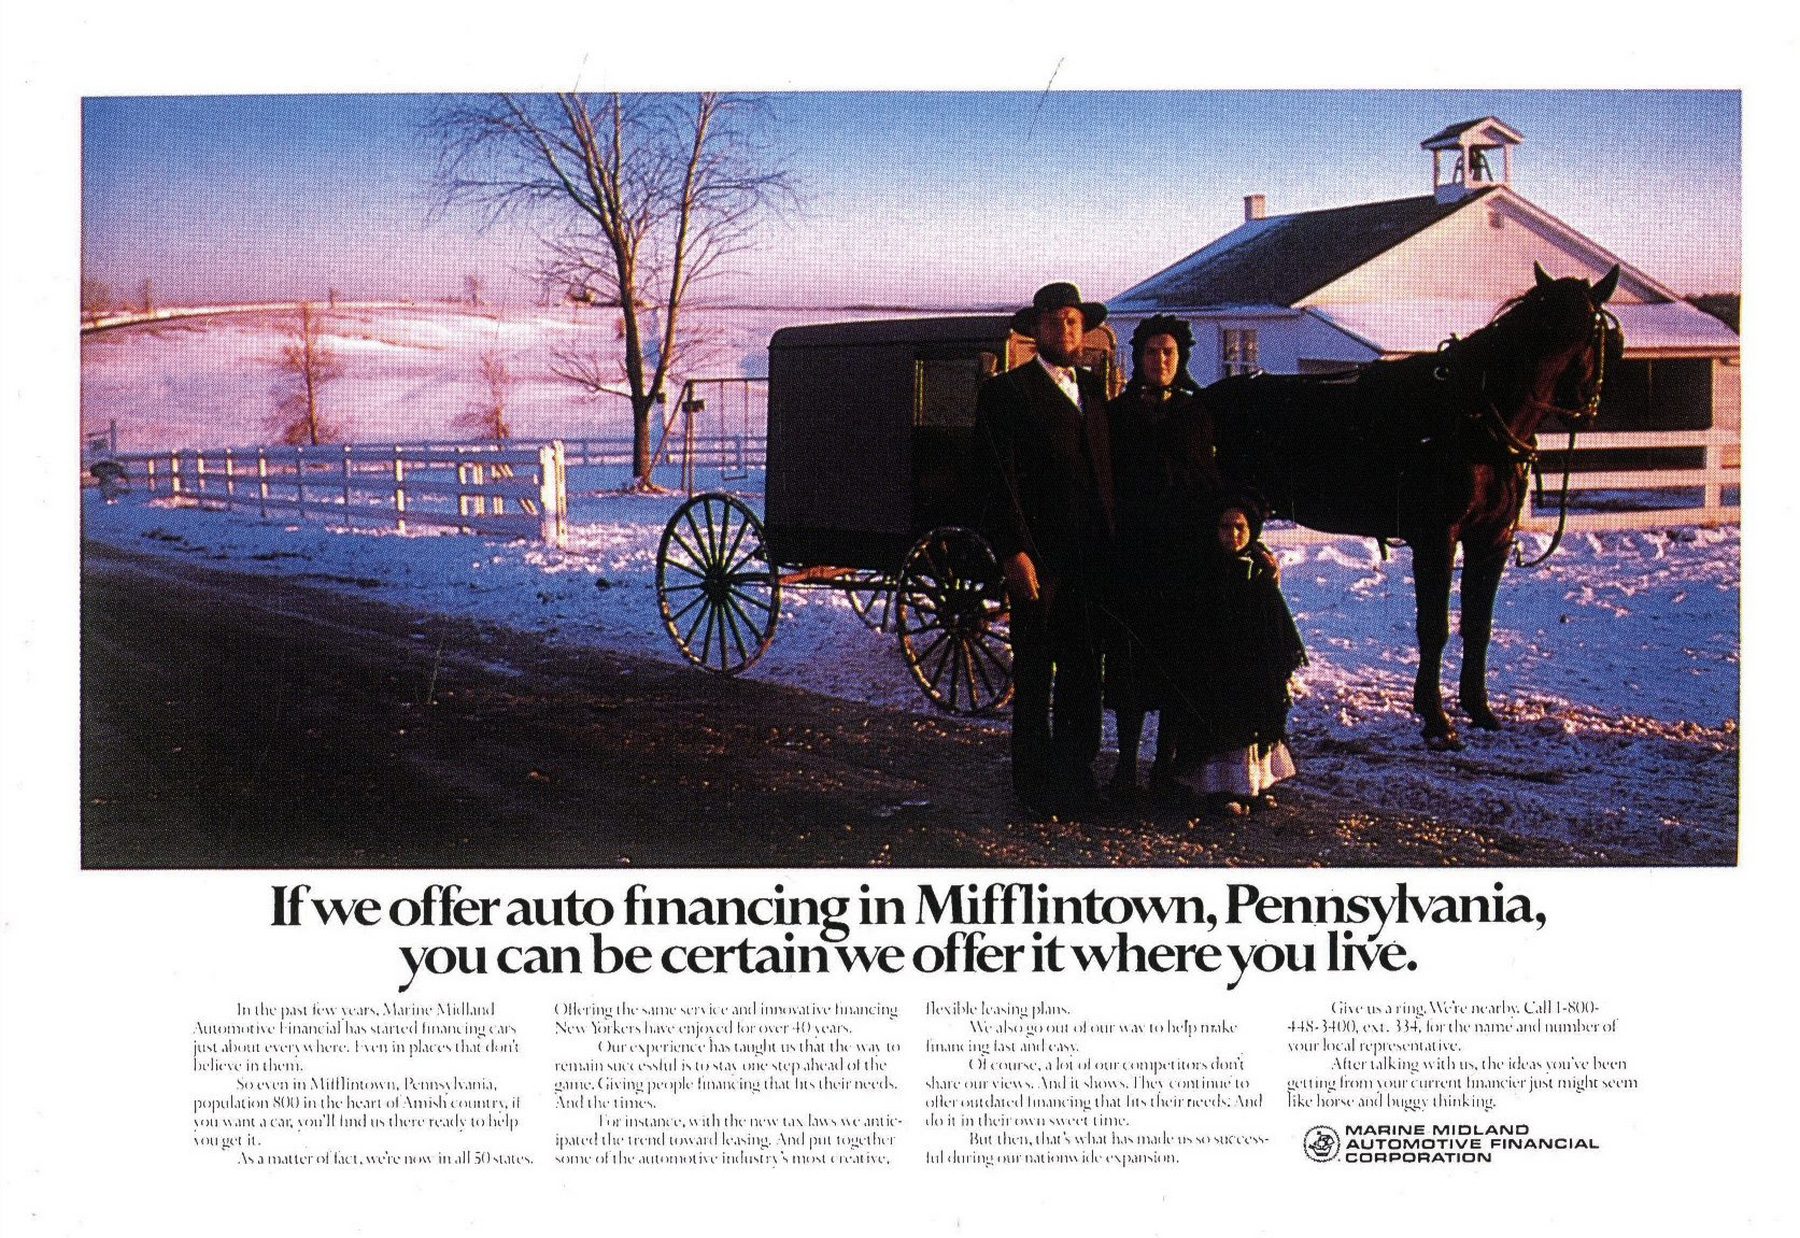 If we offer auto financing in Mifflintown, Pennsylvania,
you can be certain we offer it where you live.
In the past few years, Marine Midland
Automotive Financial has started financing cars
just about everywhere. Even in places that don't
believe in them.
So even in Mifflintown, Pennsylvania,
population 800 in the heart of Amish country, if
you want a car, you'll find us there ready to help
you get it.
As a matter of fact, we're now in all 50 states.
Offering the same service and innovative financing
New Yorkers have enjoyed for over 40 years.
Our experience has taught us that the way to
remain successful is to stay one step ahead of the
game. Giving people financing that fits their needs.
And the times.
For instance, with the new tax laws we antic-
ipated the trend toward leasing. And put together
some of the automotive industry's most creative,
flexible leasing plans.
We also go out of our way to help make
financing fast and easy.
Of course, a lot of our competitors don't
share our views. And it shows. They continue to
offer outdated financing that fits their needs. And
do it in their own sweet time.
But then, that's what has made us so success-
ful during our nationwide expansion.
Give us a ring. We're nearby. Call 1-800-
448-3400, ext. 334, for the name and number of
your local representative.
After talking with us, the ideas you've been
getting from your current financier just might seem
like horse and buggy thinking.
MARINE MIDLAND
AUTOMOTIVE FINANCIAL
CORPORATION